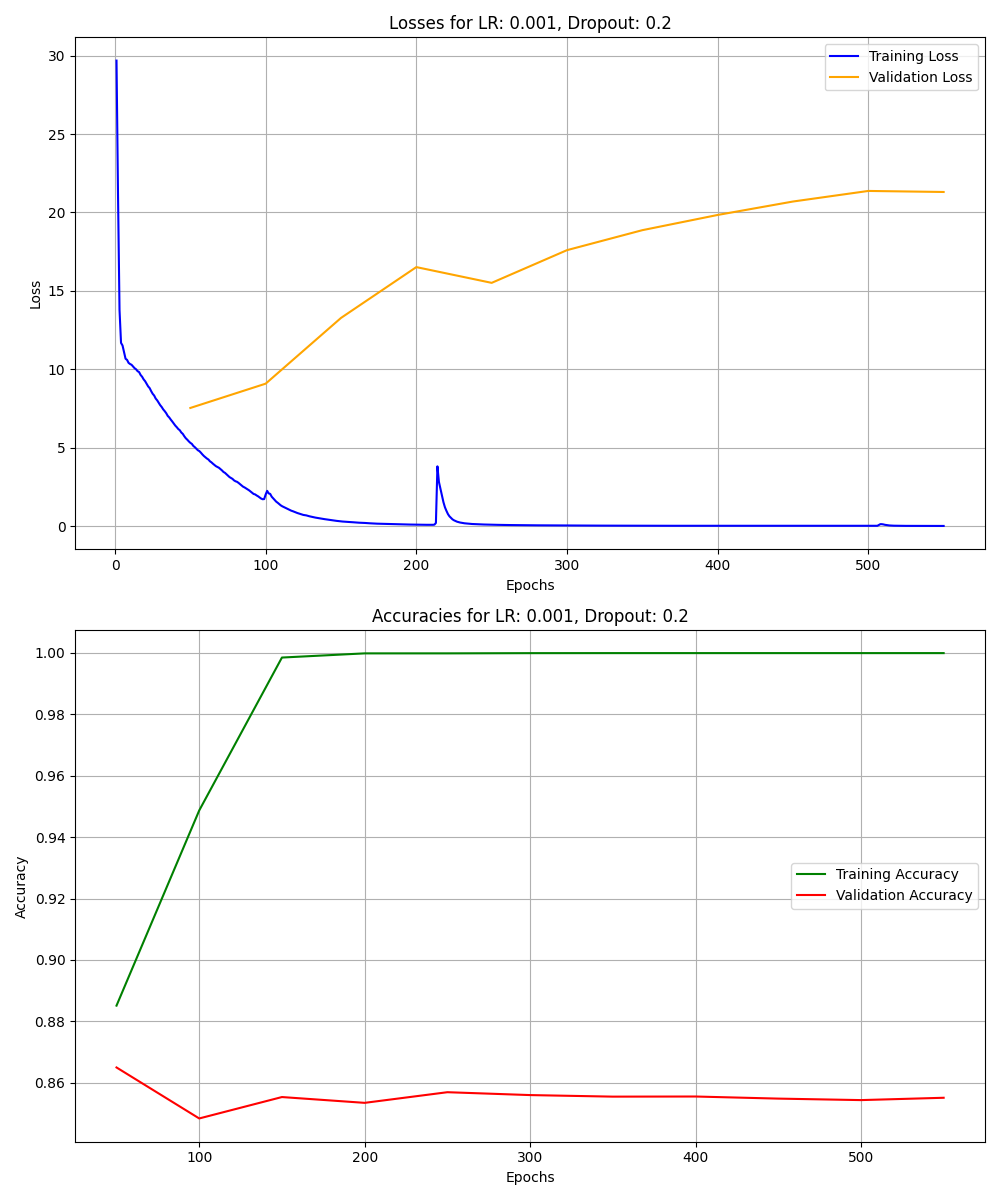 Losses for LR: 0.001, Dropout: 0.2
30
25
20
15
10
5
0
Loss
Training Loss
Validation Loss
0 100 200 300 400 500
Epochs
Accuracies for LR: 0.001, Dropout: 0.2
1.00
0.98
0.96
0.94
0.92
0.90
0.88
0.86
Accuracy
Training Accuracy
Validation Accuracy
100 200 300 400 500
Epochs